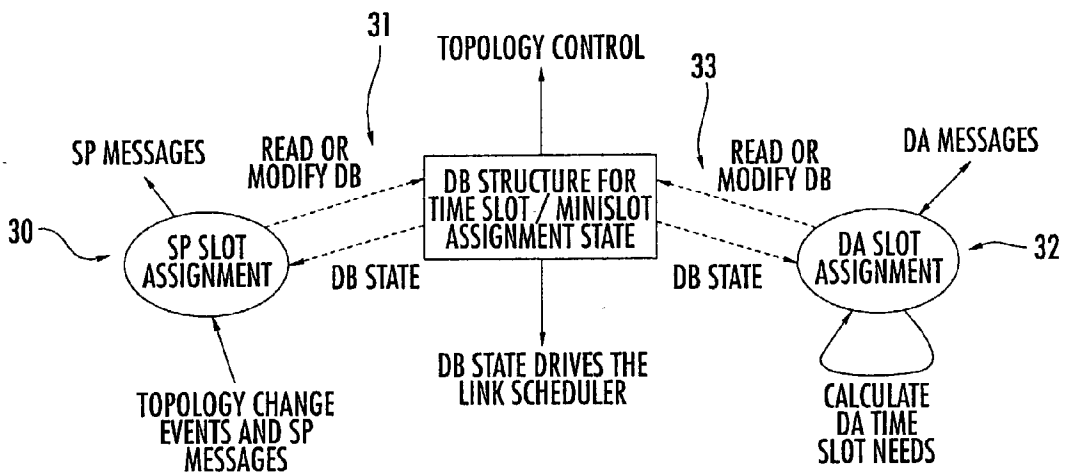 31
TOPOLOGY CONTROL
33
SP MESSAGES
READ OR
MODIFY DB
READ OR
MODIFY DB
DA MESSAGES
30
SP SLOT
ASSIGNMENT
DB STRUCTURE FOR
TIME SLOT / MINISLOT
ASSIGNMENT STATE
DA SLOT
ASSIGNMENT
32
DB STATE
DB STATE
TOPOLOGY CHANGE
EVENTS AND SP
MESSAGES
DB STATE DRIVES THE
LINK SCHEDULER
CALCULATE
DA TIME
SLOT NEEDS